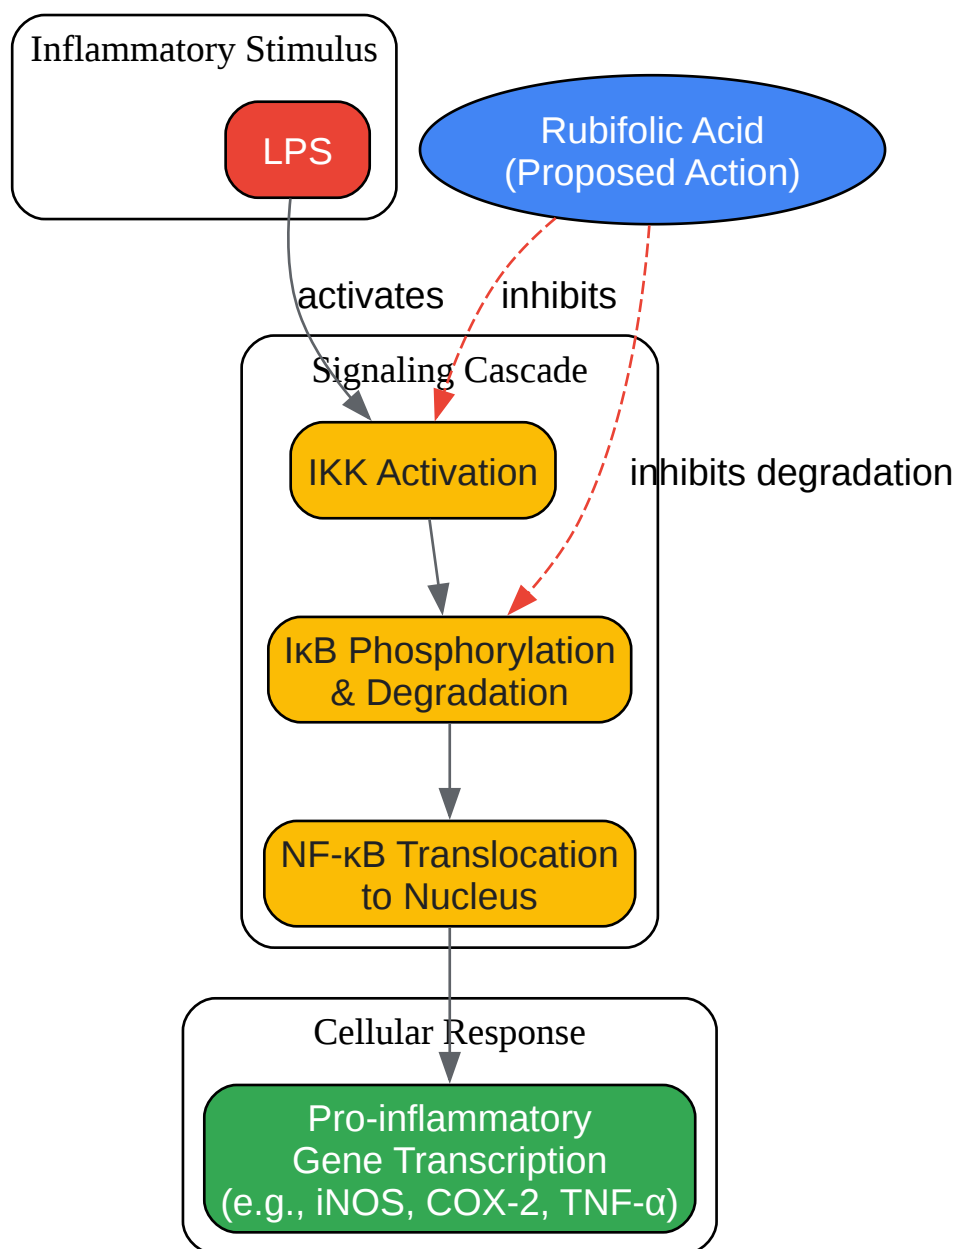 Inflammatory Stimulus
LPS
Rubifolic Acid
(Proposed Action)
activates
inhibits
Signaling Cascade
IKK Activation
inhibits degradation
IκB Phosphorylation
& Degradation
NF-κB Translocation
to Nucleus
Cellular Response
Pro-inflammatory
Gene Transcription
(e.g., iNOS, COX-2, TNF-α)